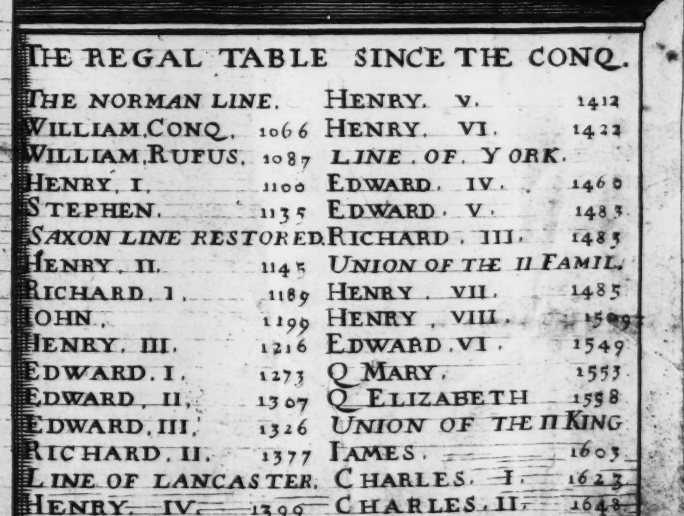 THE REGAL TABLE SINCE THE CONQ.
THE NORMAN LINE.
WILLIAM, CONQ. 1066
WILLIAM, RUFUS. 1087
HENRY. I. 1100
STEPHEN. 1135
SAXON LINE RESTORED.
HENRY. II. 1145
RICHARD. I. 1189
IOHN. 1199
HENRY. III. 1216
EDWARD. I. 1273
EDWARD. II. 1307
EDWARD. III. 1326
RICHARD. II. 1377
LINE OF LANCASTER.
HENRY. IV. 1399
HENRY. V. 1412
HENRY. VI. 1422
LINE. OF. YORK.
EDWARD. IV. 1460
EDWARD. V. 1483
RICHARD. III. 1483
UNION OF THE II FAMIL.
HENRY. VII. 1485
HENRY. VIII. 1509
EDWARD. VI. 1549
Q MARY. 1553
Q ELIZABETH 1558
UNION OF THE II KING
IAMES. 1603
CHARLES. I. 1623
CHARLES. II. 1648